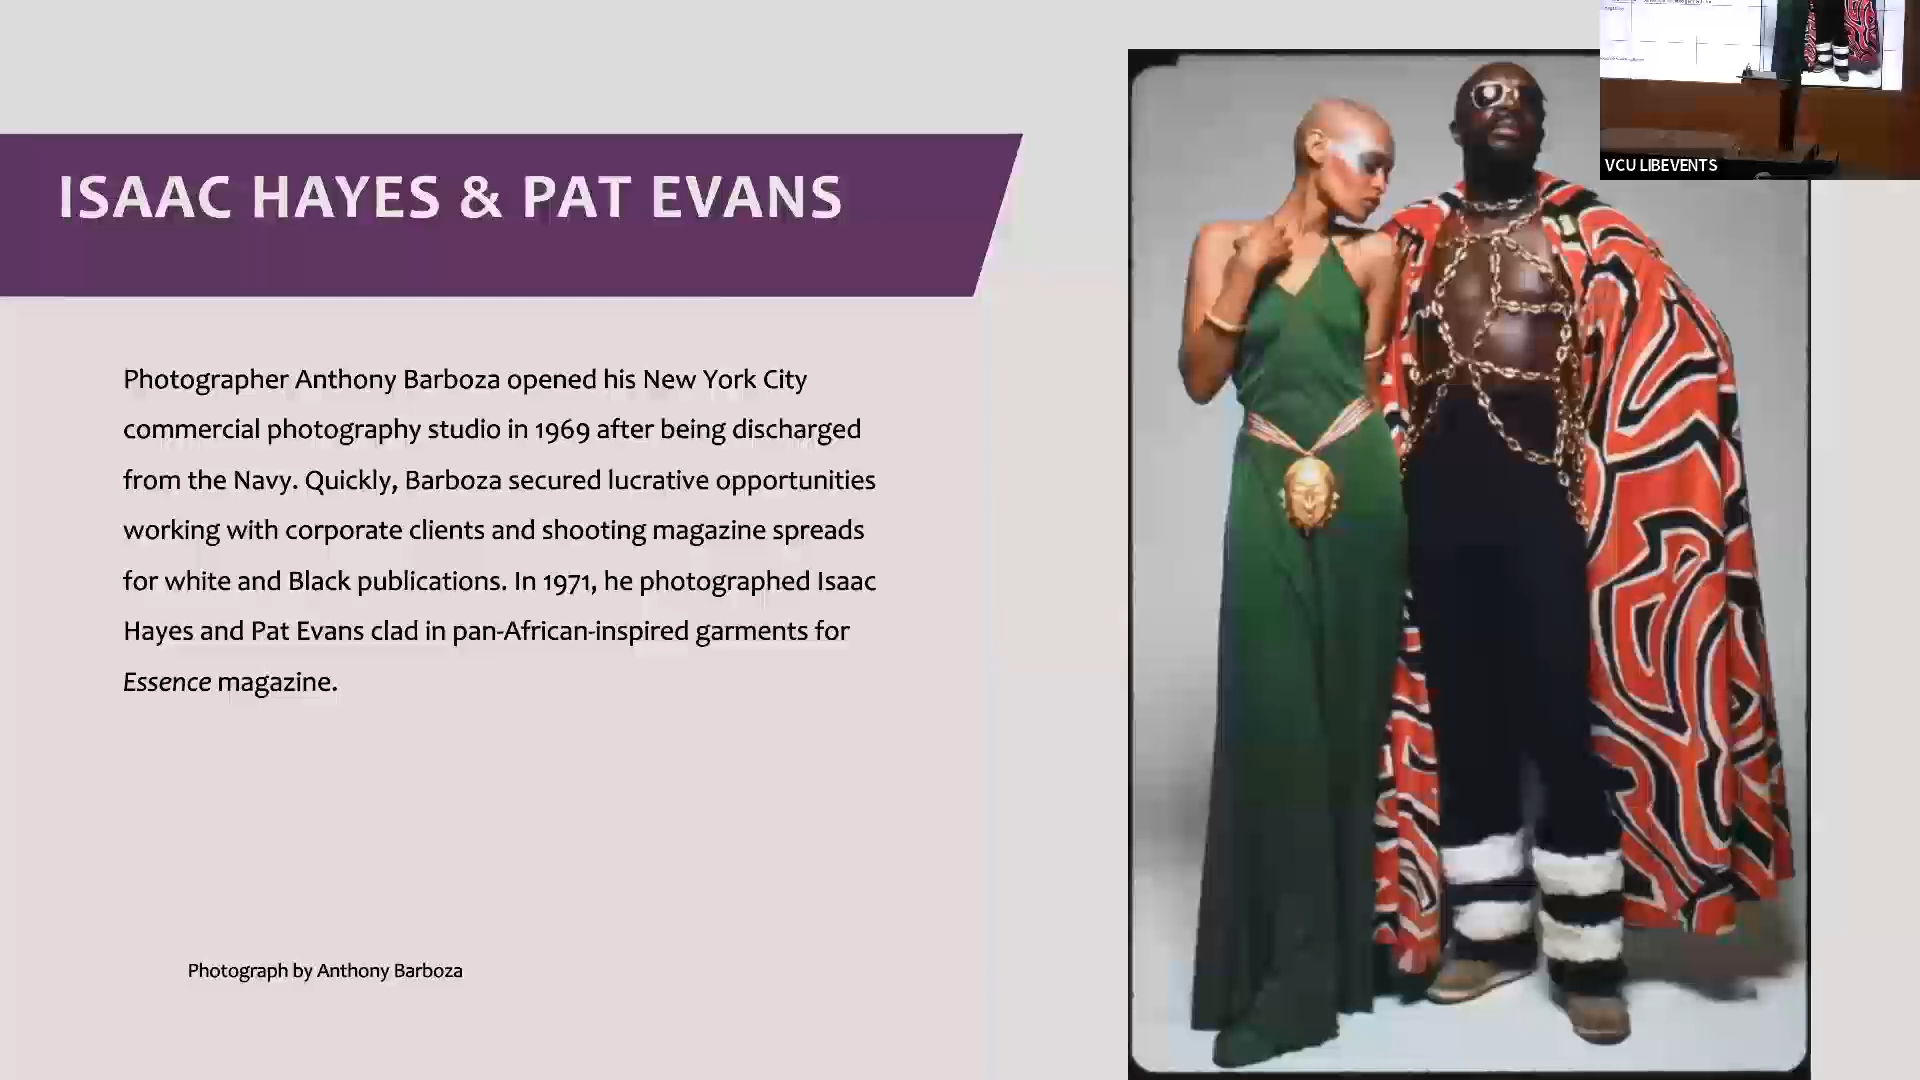 ISAAC HAYES & PAT EVANS
Photographer Anthony Barboza opened his New York City
commercial photography studio in 1969 after being discharged
from the Navy. Quickly, Barboza secured lucrative opportunities
working with corporate clients and shooting magazine spreads
for white and Black publications. In 1971, he photographed Isaac
Hayes and Pat Evans clad in pan-African-inspired garments for
Essence magazine.
Photograph by Anthony Barboza
VCU LIBEVENTS